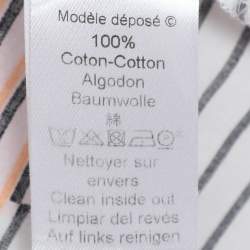 Modèle déposé ©
100%
Coton-Cotton
Algodon
Baumwolle
綿
Nettoyer sur
envers
Clean inside out
Limpiar del revés
Auf links reinigen